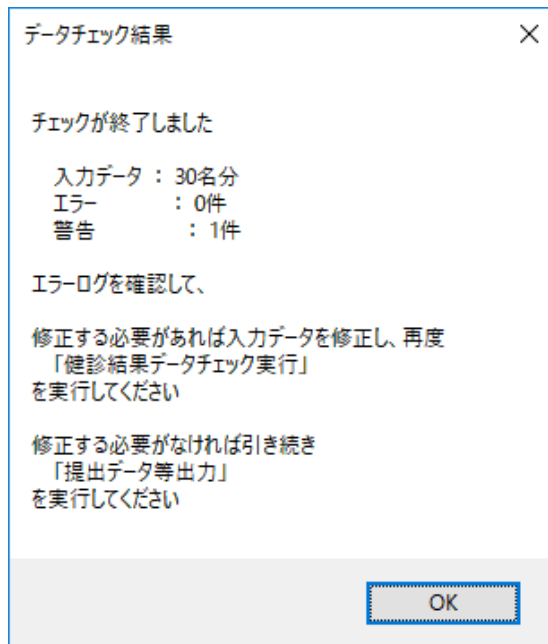 データチェック結果
チェックが終了しました
入力データ : 30名分
エラー : 0件
警告 : 1件
エラーログを確認して、
修正する必要があれば入力データを修正し、再度
「健診結果データチェック実行」
を実行してください
修正する必要がなければ引き続き
「提出データ等出力」
を実行してください
OK